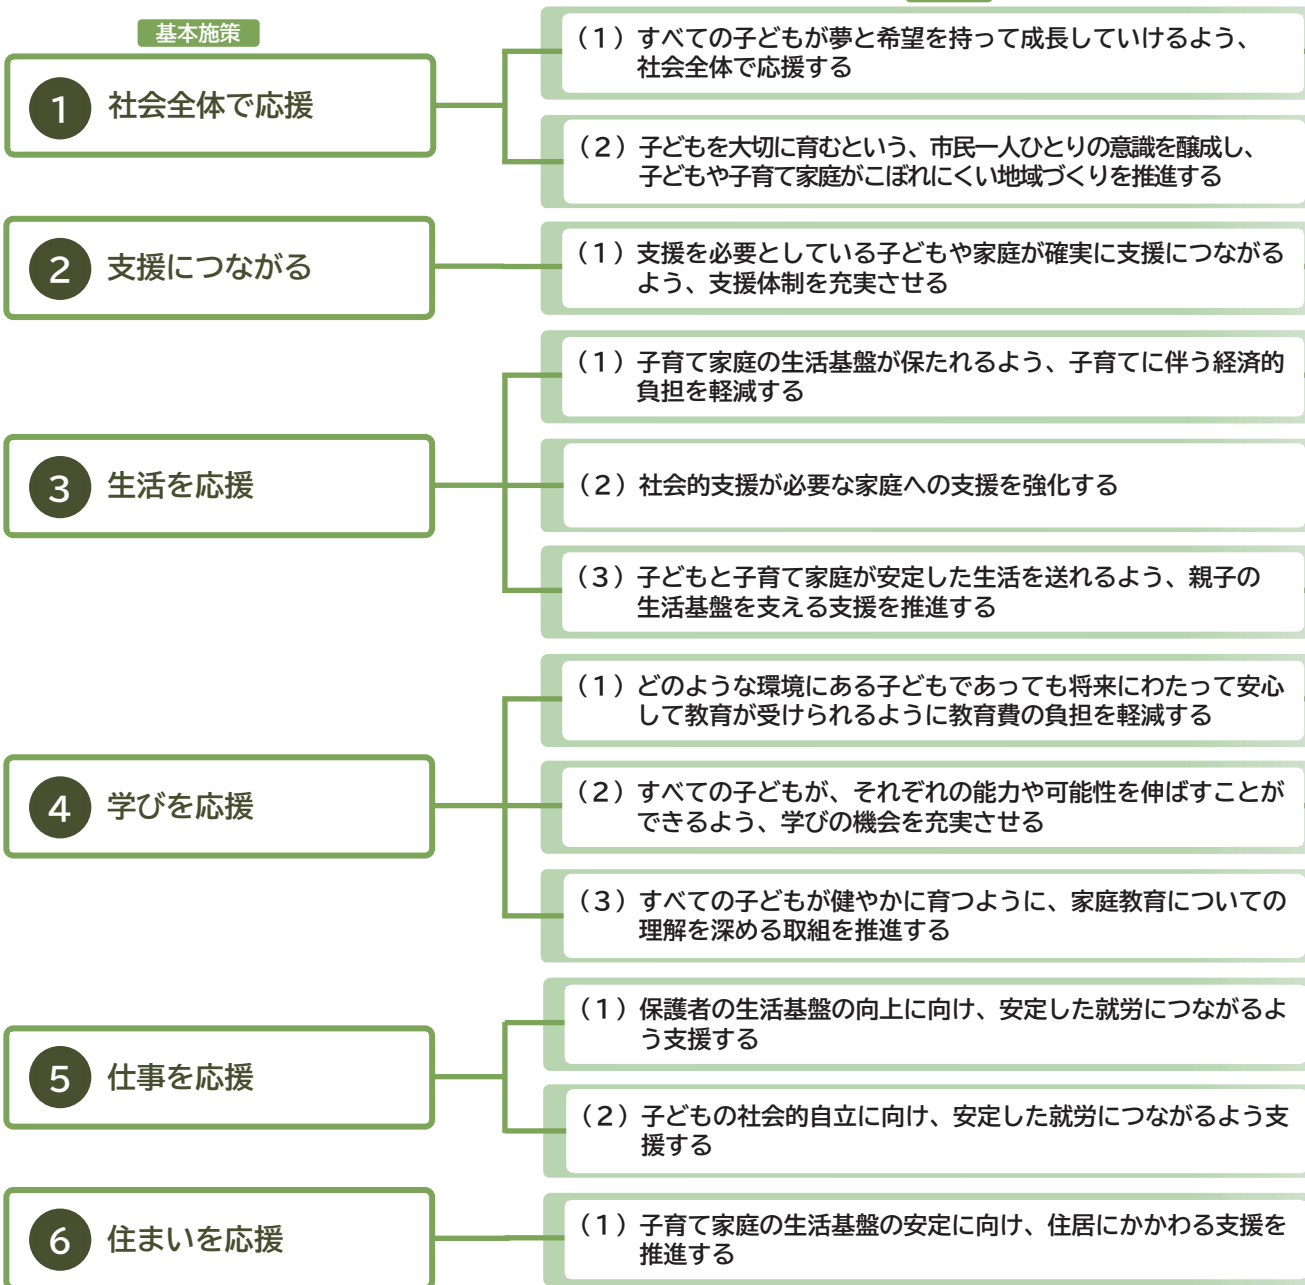 基本施策
1 社会全体で応援
(1)すべての子どもが夢と希望を持って成長していけるよう、
社会全体で応援する
(2)子どもを大切に育むという、市民一人ひとりの意識を醸成し、
子どもや子育て家庭がこぼれにくい地域づくりを推進する
2 支援につながる
(1)支援を必要としている子どもや家庭が確実に支援につながる
よう、支援体制を充実させる
3 生活を応援
(1)子育て家庭の生活基盤が保たれるよう、子育てに伴う経済的
負担を軽減する
(2)社会的支援が必要な家庭への支援を強化する
(3)子どもと子育て家庭が安定した生活を送れるよう、親子の
生活基盤を支える支援を推進する
4 学びを応援
(1)どのような環境にある子どもであっても将来にわたって安心
して教育が受けられるように教育費の負担を軽減する
(2)すべての子どもが、それぞれの能力や可能性を伸ばすことが
できるよう、学びの機会を充実させる
(3)すべての子どもが健やかに育つように、家庭教育についての
理解を深める取組を推進する
5 仕事を応援
(1)保護者の生活基盤の向上に向け、安定した就労につながるよ
う支援する
(2)子どもの社会的自立に向け、安定した就労につながるよう支
援する
6 住まいを応援
(1)子育て家庭の生活基盤の安定に向け、住居にかかわる支援を
推進する